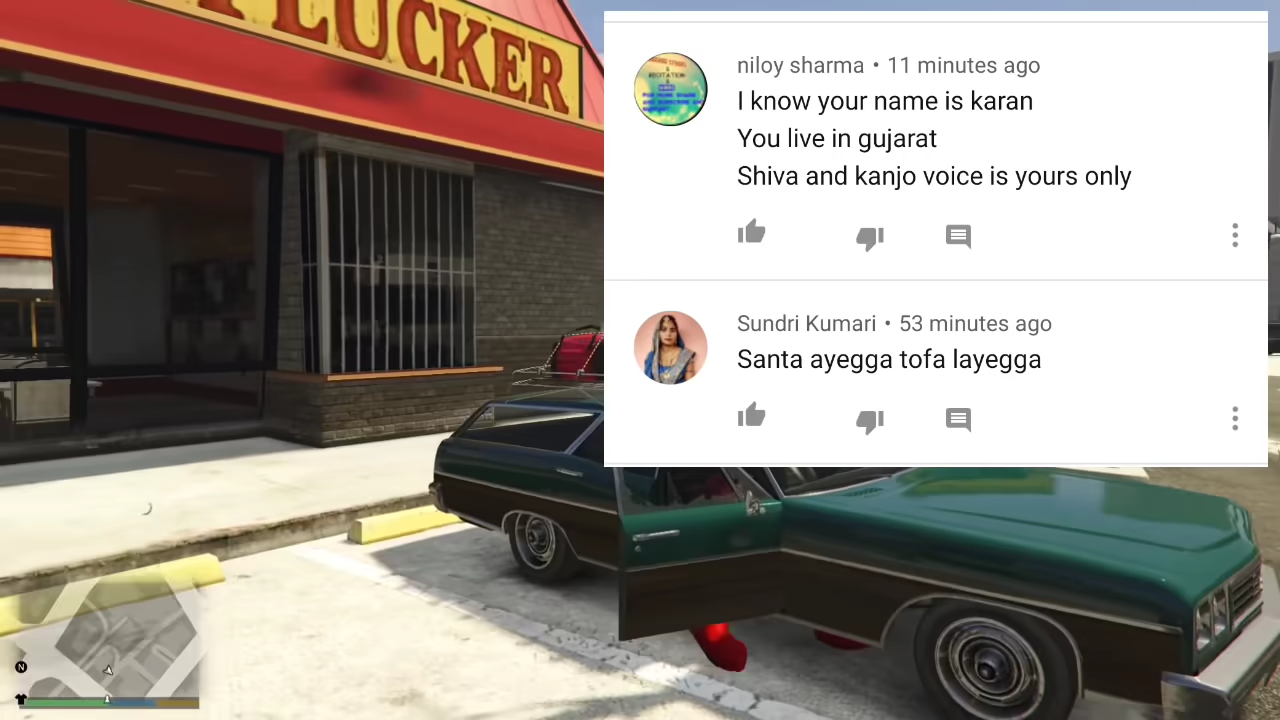 LUCKER
niloy sharma • 11 minutes ago
I know your name is karan
You live in gujarat
Shiva and kanjo voice is yours only
Sundri Kumari • 53 minutes ago
Santa ayegga tofa layegga
N